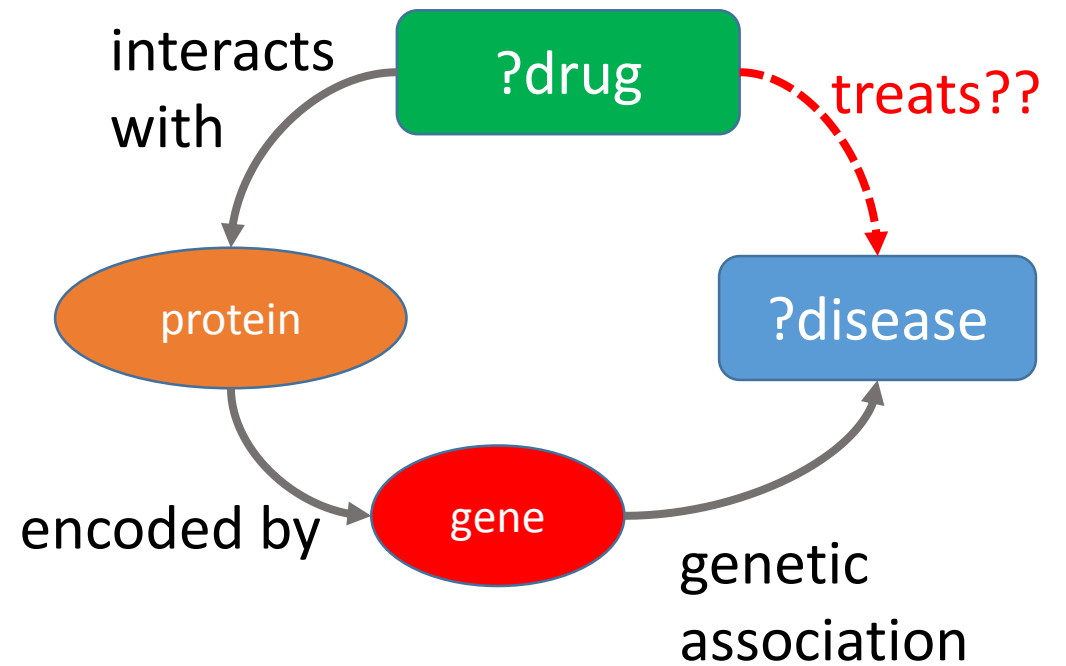 interacts
with
?drug
treats??
protein
?disease
encoded by
gene
genetic
association